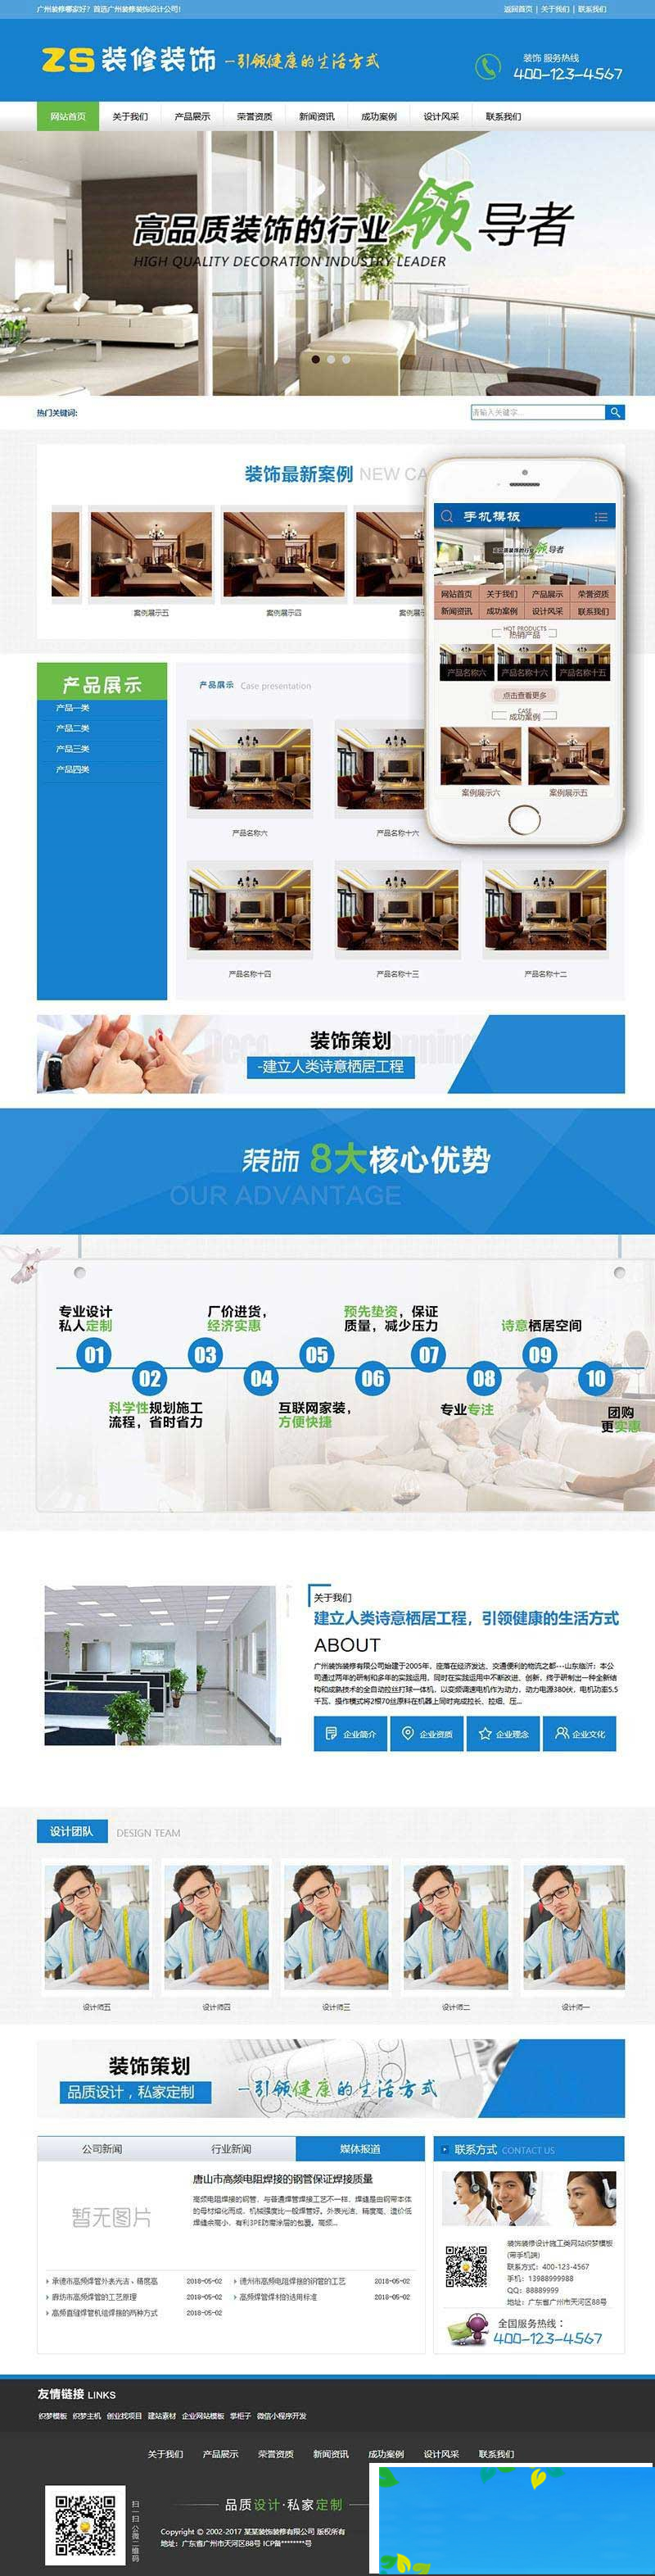 广州装修哪家好？首选广州装修装饰设计公司！
返回首页 | 关于我们 | 联系我们
ZS 装修装饰 —引领健康的生活方式
装饰 服务热线
400-123-4567
网站首页 关于我们 产品展示 荣誉资质 新闻资讯 成功案例 设计风采 联系我们
高品质装饰的行业领导者
HIGH QUALITY DECORATION INDUSTRY LEADER
热门关键词:
请输入关键字...
装饰最新案例 NEW CA
案例展示五 案例展示四 案例展
手机模板
高品质装饰的行业领导者
网站首页 关于我们 产品展示 荣誉资质
新闻资讯 成功案例 设计风采 联系我们
HOT PRODUCTS
热销产品
产品名称六 产品名称十六 产品名称十五
点击查看更多
CASE
成功案例
案例展示六 案例展示五
产品展示
产品一类
产品二类
产品三类
产品四类
产品展示 Case presentation
产品名称六 产品名称十六
产品名称十四 产品名称十三 产品名称十二
装饰策划
-建立人类诗意栖居工程
装饰 8大核心优势
OUR ADVANTAGE
专业设计
私人定制
厂价进货，
经济实惠
预先垫资，保证
质量，减少压力
诗意栖居空间
01 03 05 07 09
02 04 06 08 10
科学性规划施工
流程，省时省力
互联网家装，
方便快捷
专业专注
团购
更实惠
关于我们
建立人类诗意栖居工程，引领健康的生活方式
ABOUT
广州装饰装修有限公司始建于2005年，座落在经济发达、交通便利的物流之都---山东临沂；本公
司通过两年的研制和多年的实践运用，同时在实践运用中不断改进、创新，终于研制出一种全新结
构和成熟技术的全自动拉丝打球一体机，以变频调速电机作为动力，动力电源380伏，电机功率5.5
千瓦，操作模式将2根70丝原料在机器上同时完成拉长、拉细、压...
企业简介 企业资质 企业理念 企业文化
设计团队 DESIGN TEAM
设计师五 设计师四 设计师三 设计师二 设计师一
装饰策划
品质设计，私家定制
—引领健康的生活方式
公司新闻 行业新闻 媒体报道
暂无图片
唐山市高频电阻焊接的钢管保证焊接质量
高频电阻焊接的钢管，与普通焊管焊接工艺不一样，焊缝是由钢带本体
的母材熔化而成，机械强度比一般焊管好。外表光洁、精度高、造价低
焊缝余高小，有利3PE防腐涂层的包覆。高频...
承德市高频焊管外表光洁、精度高 2018-05-02
德州市高频电阻焊接的钢管的工艺 2018-05-02
廊坊市高频焊管的工艺原理 2018-05-02
高频焊管焊材的选用标准 2018-05-02
高频直缝焊管机组焊接的两种方式 2018-05-02
联系方式 CONTACT US
装饰装修设计施工类网站织梦模板
(带手机端)
联系方式：400-123-4567
手机：13988999988
QQ：88889999
地址：广东省广州市天河区88号
全国服务热线：
400-123-4567
友情链接 LINKS
织梦模板 织梦主机 创业找项目 建站素材 企业网站模板 掌柜子 微信小程序开发
关于我们 产品展示 荣誉资质 新闻资讯 成功案例 设计风采 联系我们
扫一扫 公微二维码
品质设计·私家定制
Copyright © 2002-2017 某某装饰装修有限公司 版权所有
地址：广东省广州市天河区88号 ICP备********号